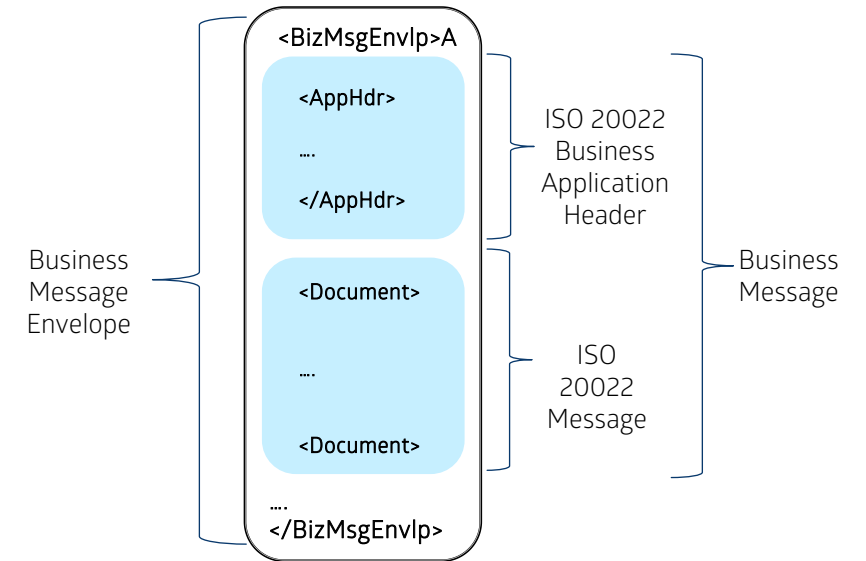 <BizMsgEnvlp>A
<AppHdr>
....
</AppHdr>
ISO 20022
Business
Application
Header
Business
Message
Envelope
<Document>
....
<Document>
ISO
20022
Message
Business
Message
....
</BizMsgEnvlp>